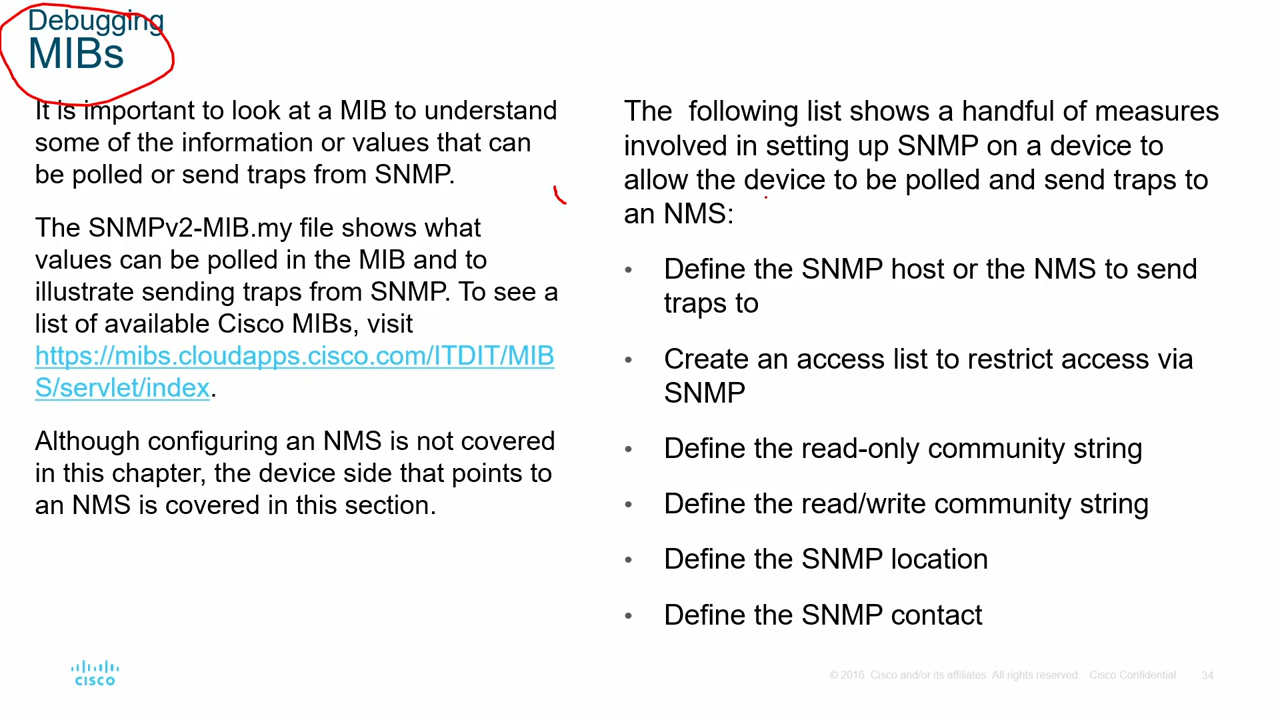 Debugging
MIBs
It is important to look at a MIB to understand
some of the information or values that can
be polled or send traps from SNMP.
The SNMPv2-MIB.my file shows what
values can be polled in the MIB and to
illustrate sending traps from SNMP. To see a
list of available Cisco MIBs, visit
https://mibs.cloudapps.cisco.com/ITDIT/MIB
S/servlet/index.
Although configuring an NMS is not covered
in this chapter, the device side that points to
an NMS is covered in this section.
The following list shows a handful of measures
involved in setting up SNMP on a device to
allow the device to be polled and send traps to
an NMS:
• Define the SNMP host or the NMS to send
traps to
• Create an access list to restrict access via
SNMP
• Define the read-only community string
• Define the read/write community string
• Define the SNMP location
• Define the SNMP contact
cisco
© 2016 Cisco and/or its affiliates. All rights reserved. Cisco Confidential 34